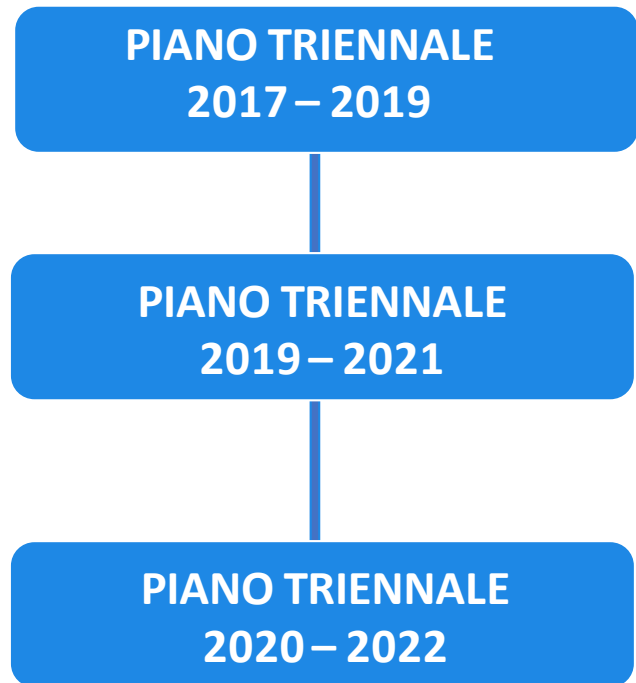 PIANO TRIENNALE
2017 – 2019
PIANO TRIENNALE
2019 – 2021
PIANO TRIENNALE
2020 – 2022